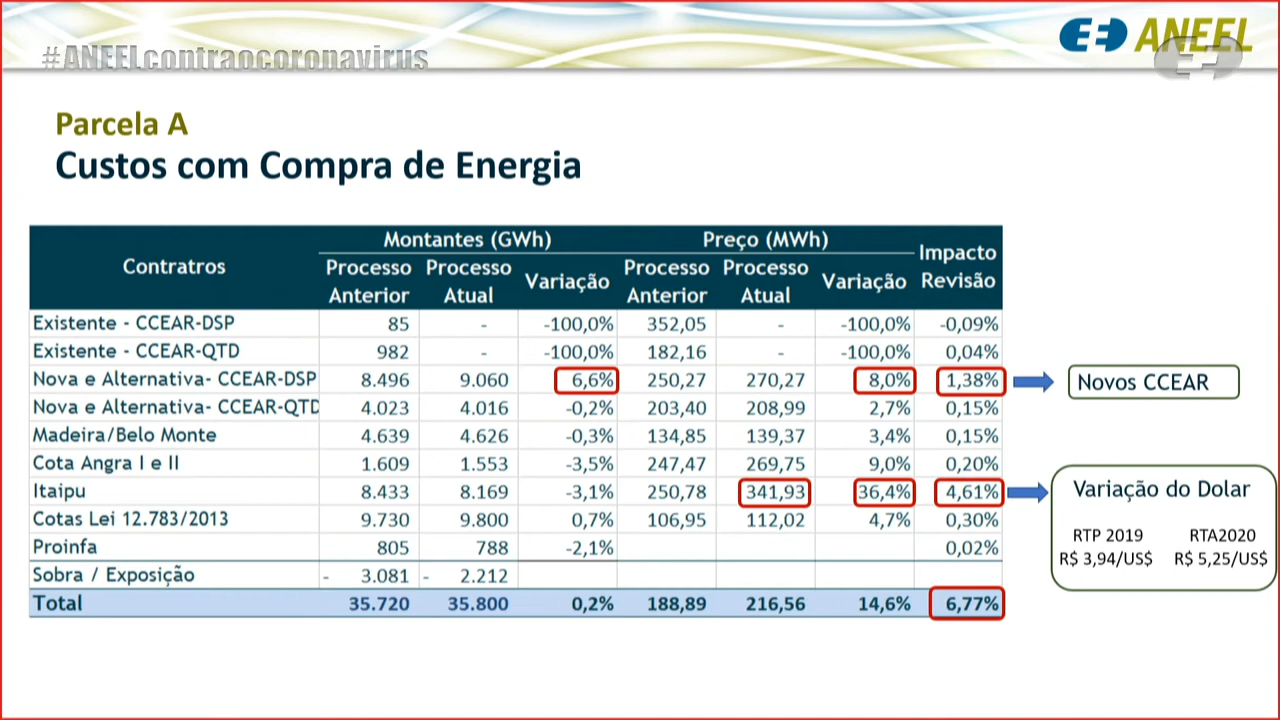 #ANEELcontraocoronavirus
ANEEL
Parcela A
Custos com Compra de Energia
Contratros Montantes (GWh) Preço (MWh) Impacto Revisão
Processo Anterior Processo Atual Variação Processo Anterior Processo Atual Variação
Existente - CCEAR-DSP 85 - -100,0% 352,05 - -100,0% -0,09%
Existente - CCEAR-QTD 982 - -100,0% 182,16 - -100,0% 0,04%
Nova e Alternativa- CCEAR-DSP 8.496 9.060 6,6% 250,27 270,27 8,0% 1,38%
Novos CCEAR
Nova e Alternativa- CCEAR-QTD 4.023 4.016 -0,2% 203,40 208,99 2,7% 0,15%
Madeira/Belo Monte 4.639 4.626 -0,3% 134,85 139,37 3,4% 0,15%
Cota Angra I e II 1.609 1.553 -3,5% 247,47 269,75 9,0% 0,20%
Itaipu 8.433 8.169 -3,1% 250,78 341,93 36,4% 4,61%
Cotas Lei 12.783/2013 9.730 9.800 0,7% 106,95 112,02 4,7% 0,30%
Proinfa 805 788 -2,1% 0,02%
Sobra / Exposição - 3.081 - 2.212
Total 35.720 35.800 0,2% 188,89 216,56 14,6% 6,77%
Variação do Dolar
RTP 2019 RTA2020
R$ 3,94/US$ R$ 5,25/US$